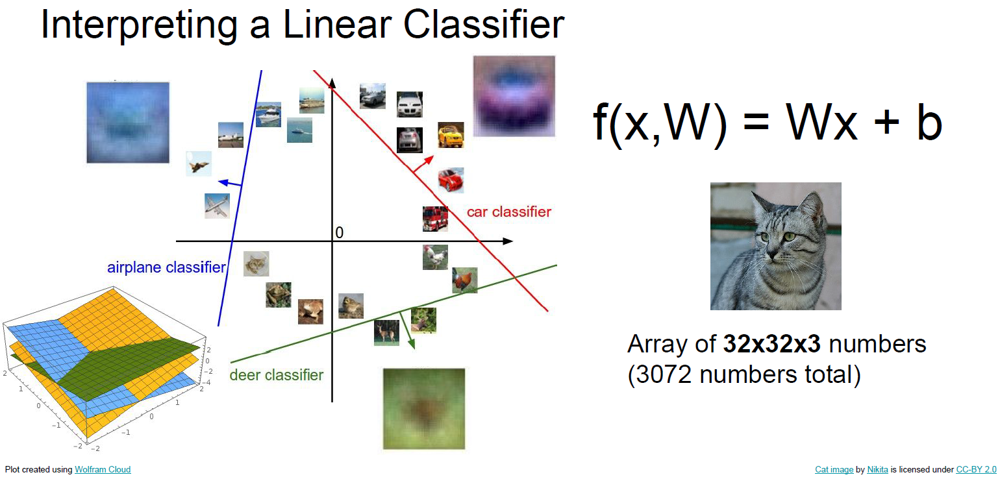 Interpreting a Linear Classifier
f(x,W) = Wx + b
0
car classifier
airplane classifier
deer classifier
Array of 32x32x3 numbers
(3072 numbers total)
2
1
0
−1
−2
−2
−1
0
1
2
2
0
−2
−4
Plot created using Wolfram Cloud
Cat image by Nikita is licensed under CC-BY 2.0